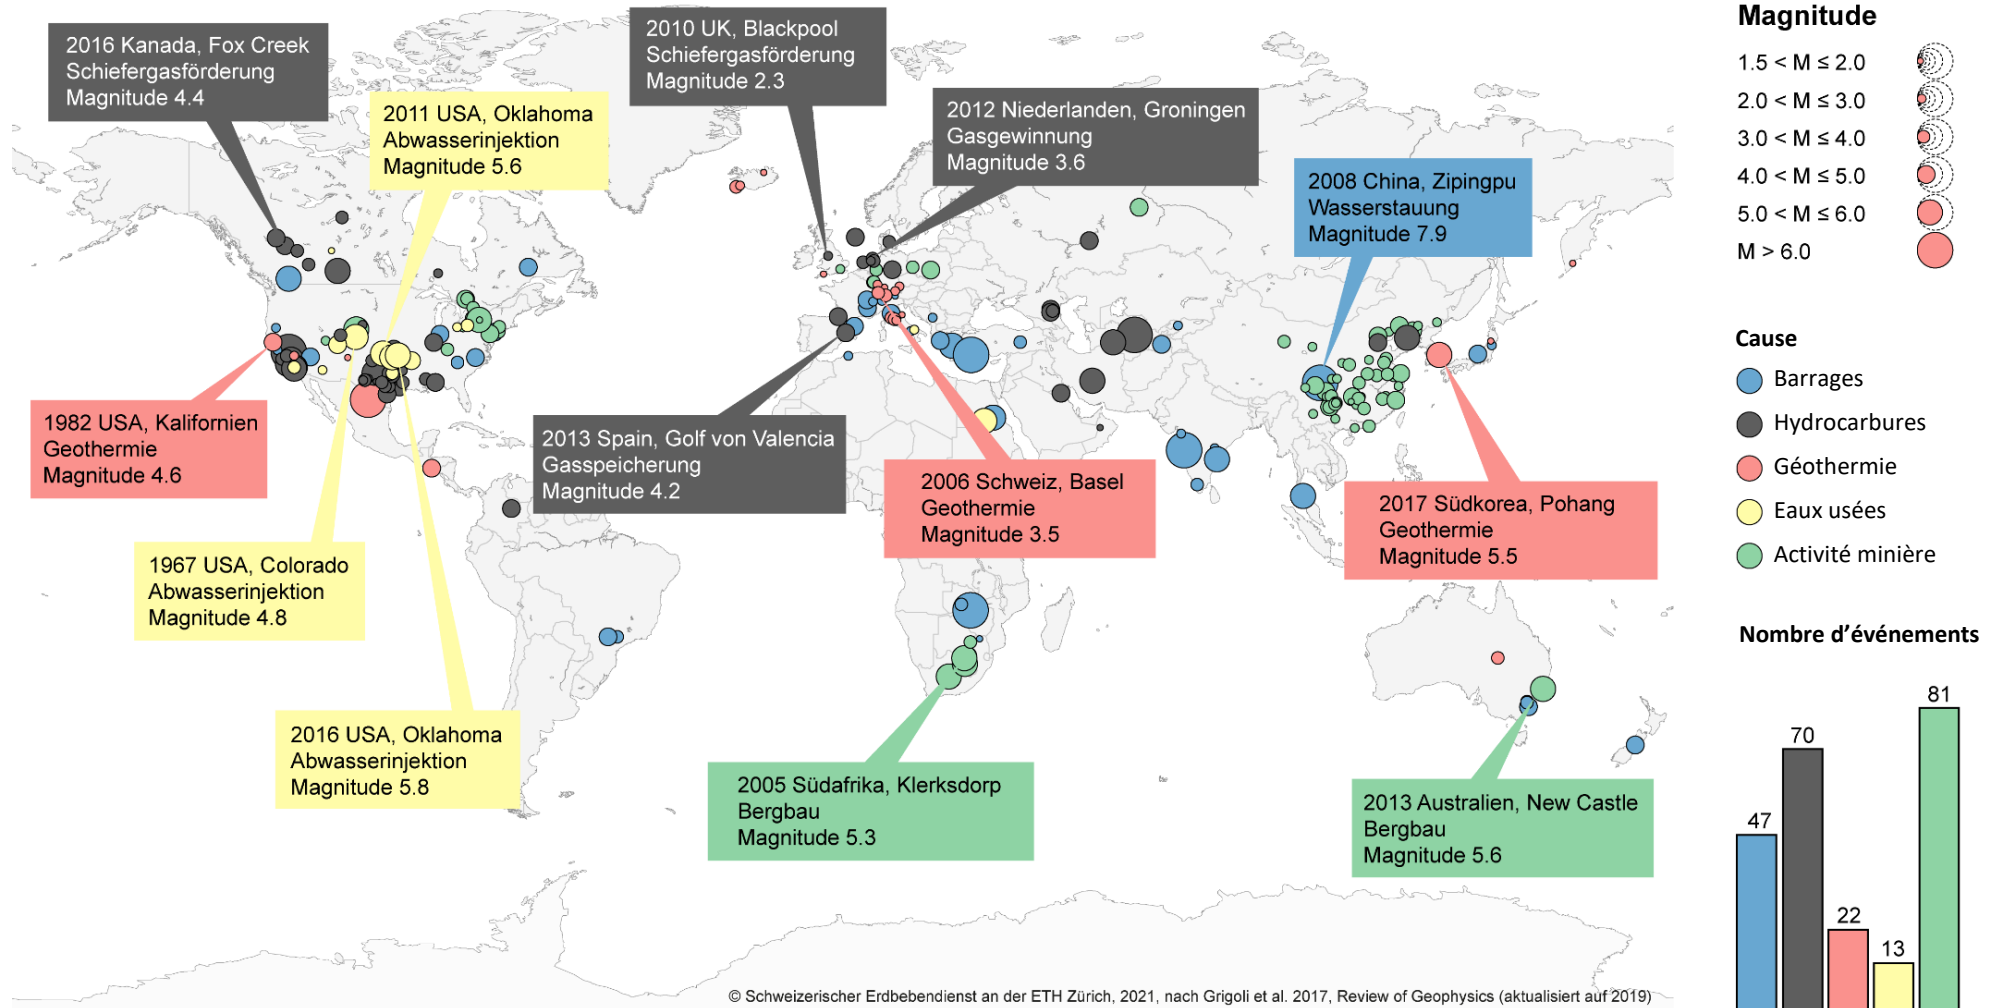 2016 Kanada, Fox Creek
Schiefergasförderung
Magnitude 4.4
2011 USA, Oklahoma
Abwasserinjektion
Magnitude 5.6
2010 UK, Blackpool
Schiefergasförderung
Magnitude 2.3
2012 Niederlanden, Groningen
Gasgewinnung
Magnitude 3.6
2008 China, Zipingpu
Wasserstauung
Magnitude 7.9
1982 USA, Kalifornien
Geothermie
Magnitude 4.6
2013 Spain, Golf von Valencia
Gasspeicherung
Magnitude 4.2
2006 Schweiz, Basel
Geothermie
Magnitude 3.5
2017 Südkorea, Pohang
Geothermie
Magnitude 5.5
1967 USA, Colorado
Abwasserinjektion
Magnitude 4.8
2016 USA, Oklahoma
Abwasserinjektion
Magnitude 5.8
2005 Südafrika, Klerksdorp
Bergbau
Magnitude 5.3
2013 Australien, New Castle
Bergbau
Magnitude 5.6
© Schweizerischer Erdbebendienst an der ETH Zürich, 2021, nach Grigoli et al. 2017, Review of Geophysics (aktualisiert auf 2019)
Magnitude
1.5 < M ≤ 2.0
2.0 < M ≤ 3.0
3.0 < M ≤ 4.0
4.0 < M ≤ 5.0
5.0 < M ≤ 6.0
M > 6.0
Cause
Barrages
Hydrocarbures
Géothermie
Eaux usées
Activité minière
Nombre d'événements
47
70
22
13
81